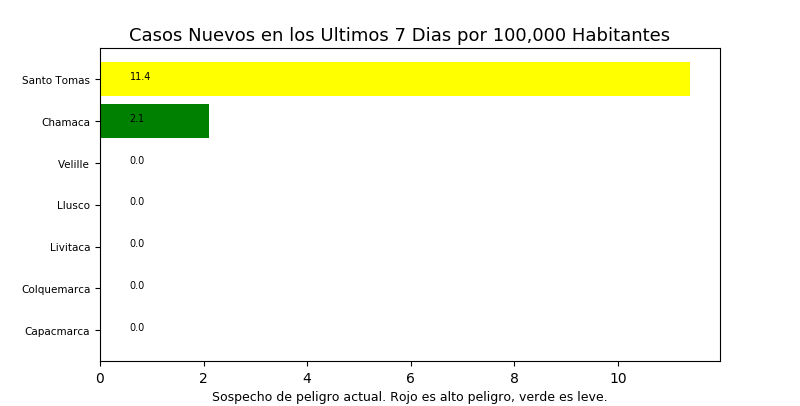 Casos Nuevos en los Ultimos 7 Dias por 100,000 Habitantes
Santo Tomas 11.4
Chamaca 2.1
Velille 0.0
Llusco 0.0
Livitaca 0.0
Colquemarca 0.0
Capacmarca 0.0
0 2 4 6 8 10
Sospecho de peligro actual. Rojo es alto peligro, verde es leve.